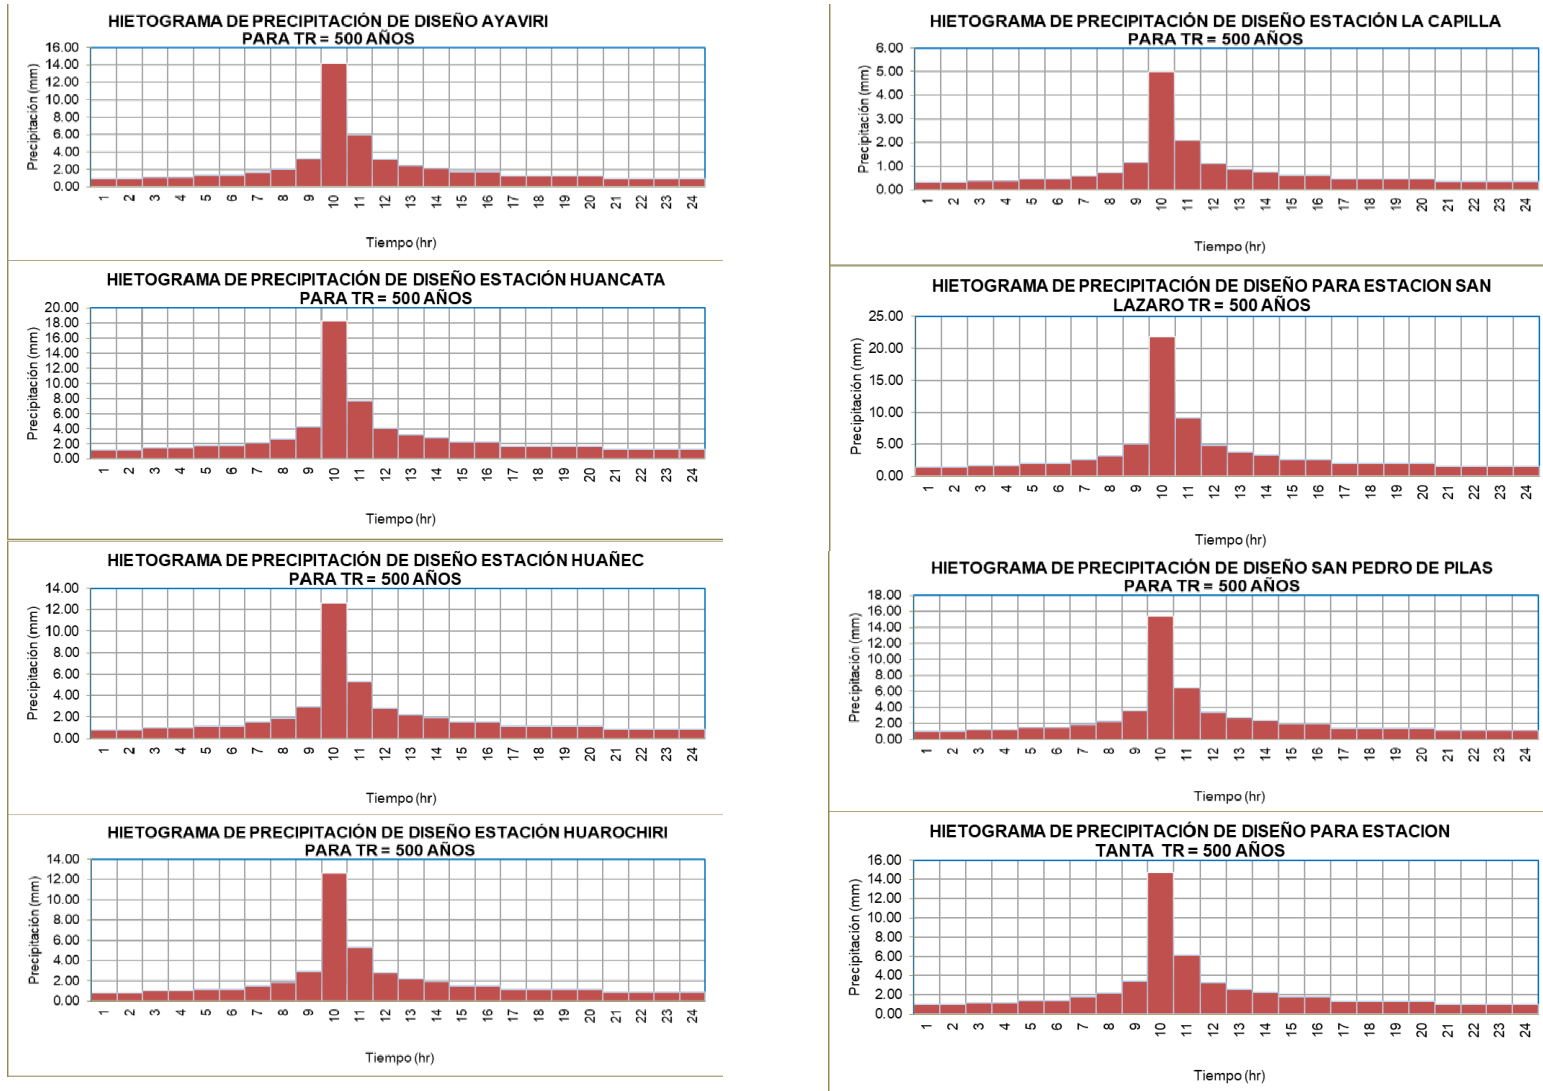 HIETOGRAMA DE PRECIPITACIÓN DE DISEÑO AYAVIRI
PARA TR = 500 AÑOS
Precipitación (mm)
16.00
14.00
12.00
10.00
8.00
6.00
4.00
2.00
0.00
1 2 3 4 5 6 7 8 9 10 11 12 13 14 15 16 17 18 19 20 21 22 23 24
Tiempo (hr)
HIETOGRAMA DE PRECIPITACIÓN DE DISEÑO ESTACIÓN HUANCATA
PARA TR = 500 AÑOS
Precipitación (mm)
20.00
18.00
16.00
14.00
12.00
10.00
8.00
6.00
4.00
2.00
0.00
1 2 3 4 5 6 7 8 9 10 11 12 13 14 15 16 17 18 19 20 21 22 23 24
Tiempo (hr)
HIETOGRAMA DE PRECIPITACIÓN DE DISEÑO ESTACIÓN HUAÑEC
PARA TR = 500 AÑOS
Precipitación (mm)
14.00
12.00
10.00
8.00
6.00
4.00
2.00
0.00
1 2 3 4 5 6 7 8 9 10 11 12 13 14 15 16 17 18 19 20 21 22 23 24
Tiempo (hr)
HIETOGRAMA DE PRECIPITACIÓN DE DISEÑO ESTACIÓN HUAROCHIRI
PARA TR = 500 AÑOS
Precipitación (mm)
14.00
12.00
10.00
8.00
6.00
4.00
2.00
0.00
1 2 3 4 5 6 7 8 9 10 11 12 13 14 15 16 17 18 19 20 21 22 23 24
Tiempo (hr)
HIETOGRAMA DE PRECIPITACIÓN DE DISEÑO ESTACIÓN LA CAPILLA
PARA TR = 500 AÑOS
Precipitación (mm)
6.00
5.00
4.00
3.00
2.00
1.00
0.00
1 2 3 4 5 6 7 8 9 10 11 12 13 14 15 16 17 18 19 20 21 22 23 24
Tiempo (hr)
HIETOGRAMA DE PRECIPITACIÓN DE DISEÑO PARA ESTACION SAN
LAZARO TR = 500 AÑOS
Precipitación (mm)
25.00
20.00
15.00
10.00
5.00
0.00
1 2 3 4 5 6 7 8 9 10 11 12 13 14 15 16 17 18 19 20 21 22 23 24
Tiempo (hr)
HIETOGRAMA DE PRECIPITACIÓN DE DISEÑO SAN PEDRO DE PILAS
PARA TR = 500 AÑOS
Precipitación (mm)
18.00
16.00
14.00
12.00
10.00
8.00
6.00
4.00
2.00
0.00
1 2 3 4 5 6 7 8 9 10 11 12 13 14 15 16 17 18 19 20 21 22 23 24
Tiempo (hr)
HIETOGRAMA DE PRECIPITACIÓN DE DISEÑO PARA ESTACION
TANTA TR = 500 AÑOS
Precipitación (mm)
16.00
14.00
12.00
10.00
8.00
6.00
4.00
2.00
0.00
1 2 3 4 5 6 7 8 9 10 11 12 13 14 15 16 17 18 19 20 21 22 23 24
Tiempo (hr)